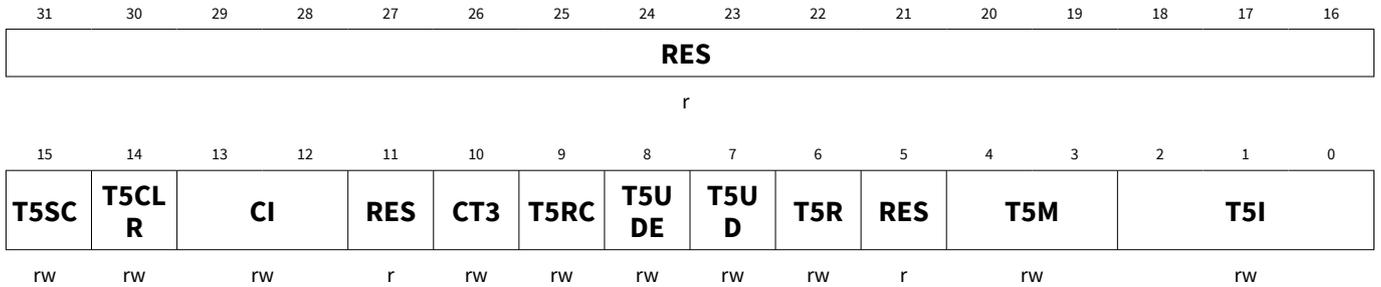 31 30 29 28 27 26 25 24 23 22 21 20 19 18 17 16
RES
r
15 14 13 12 11 10 9 8 7 6 5 4 3 2 1 0
T5SC T5CL CI RES CT3 T5RC T5U T5U T5R RES T5M T5I
R DE D
rw rw rw r rw rw rw rw rw r rw rw